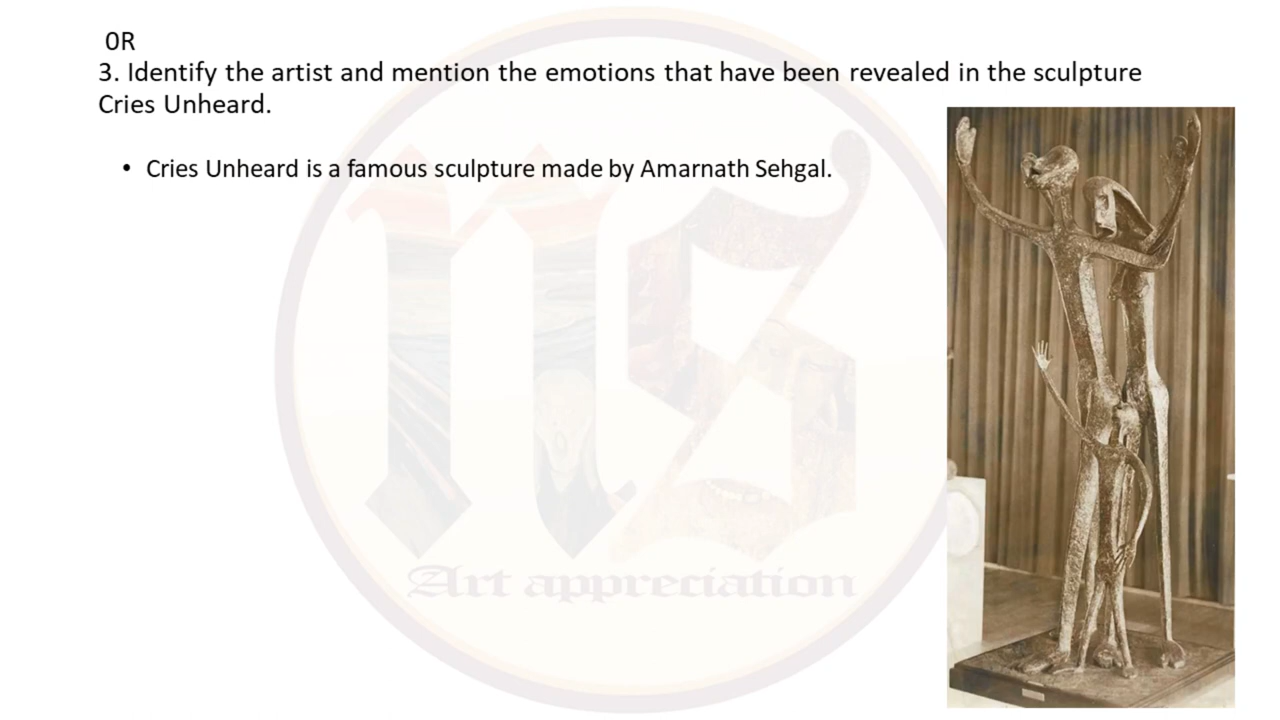 OR
3. Identify the artist and mention the emotions that have been revealed in the sculpture
Cries Unheard.
• Cries Unheard is a famous sculpture made by Amarnath Sehgal.
ns
Art appreciation